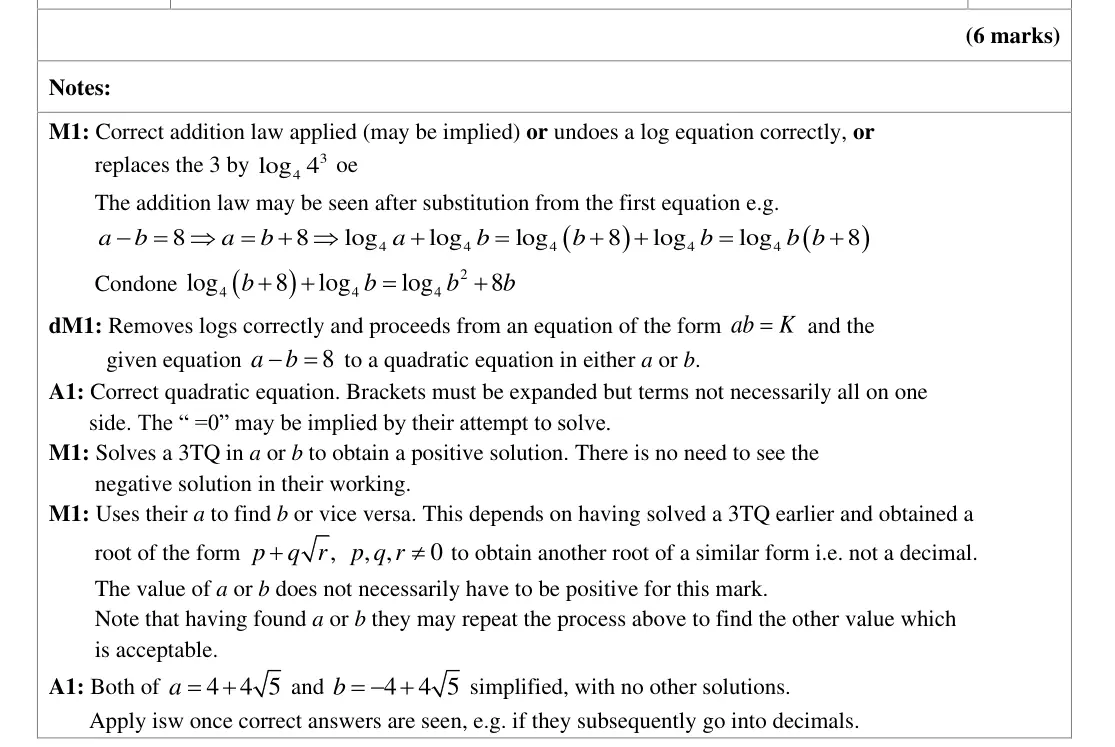 (6 marks)
Notes:
M1: Correct addition law applied (may be implied) or undoes a log equation correctly, or
replaces the 3 by log₄ 4³ oe
The addition law may be seen after substitution from the first equation e.g.
a − b = 8 ⇒ a = b + 8 ⇒ log₄ a + log₄ b = log₄ (b + 8) + log₄ b = log₄ b(b + 8)
Condone log₄ (b + 8) + log₄ b = log₄ b² + 8b
dM1: Removes logs correctly and proceeds from an equation of the form ab = K and the
given equation a − b = 8 to a quadratic equation in either a or b.
A1: Correct quadratic equation. Brackets must be expanded but terms not necessarily all on one
side. The “ =0” may be implied by their attempt to solve.
M1: Solves a 3TQ in a or b to obtain a positive solution. There is no need to see the
negative solution in their working.
M1: Uses their a to find b or vice versa. This depends on having solved a 3TQ earlier and obtained a
root of the form p + q√r, p, q, r ≠ 0 to obtain another root of a similar form i.e. not a decimal.
The value of a or b does not necessarily have to be positive for this mark.
Note that having found a or b they may repeat the process above to find the other value which
is acceptable.
A1: Both of a = 4 + 4√5 and b = −4 + 4√5 simplified, with no other solutions.
Apply isw once correct answers are seen, e.g. if they subsequently go into decimals.